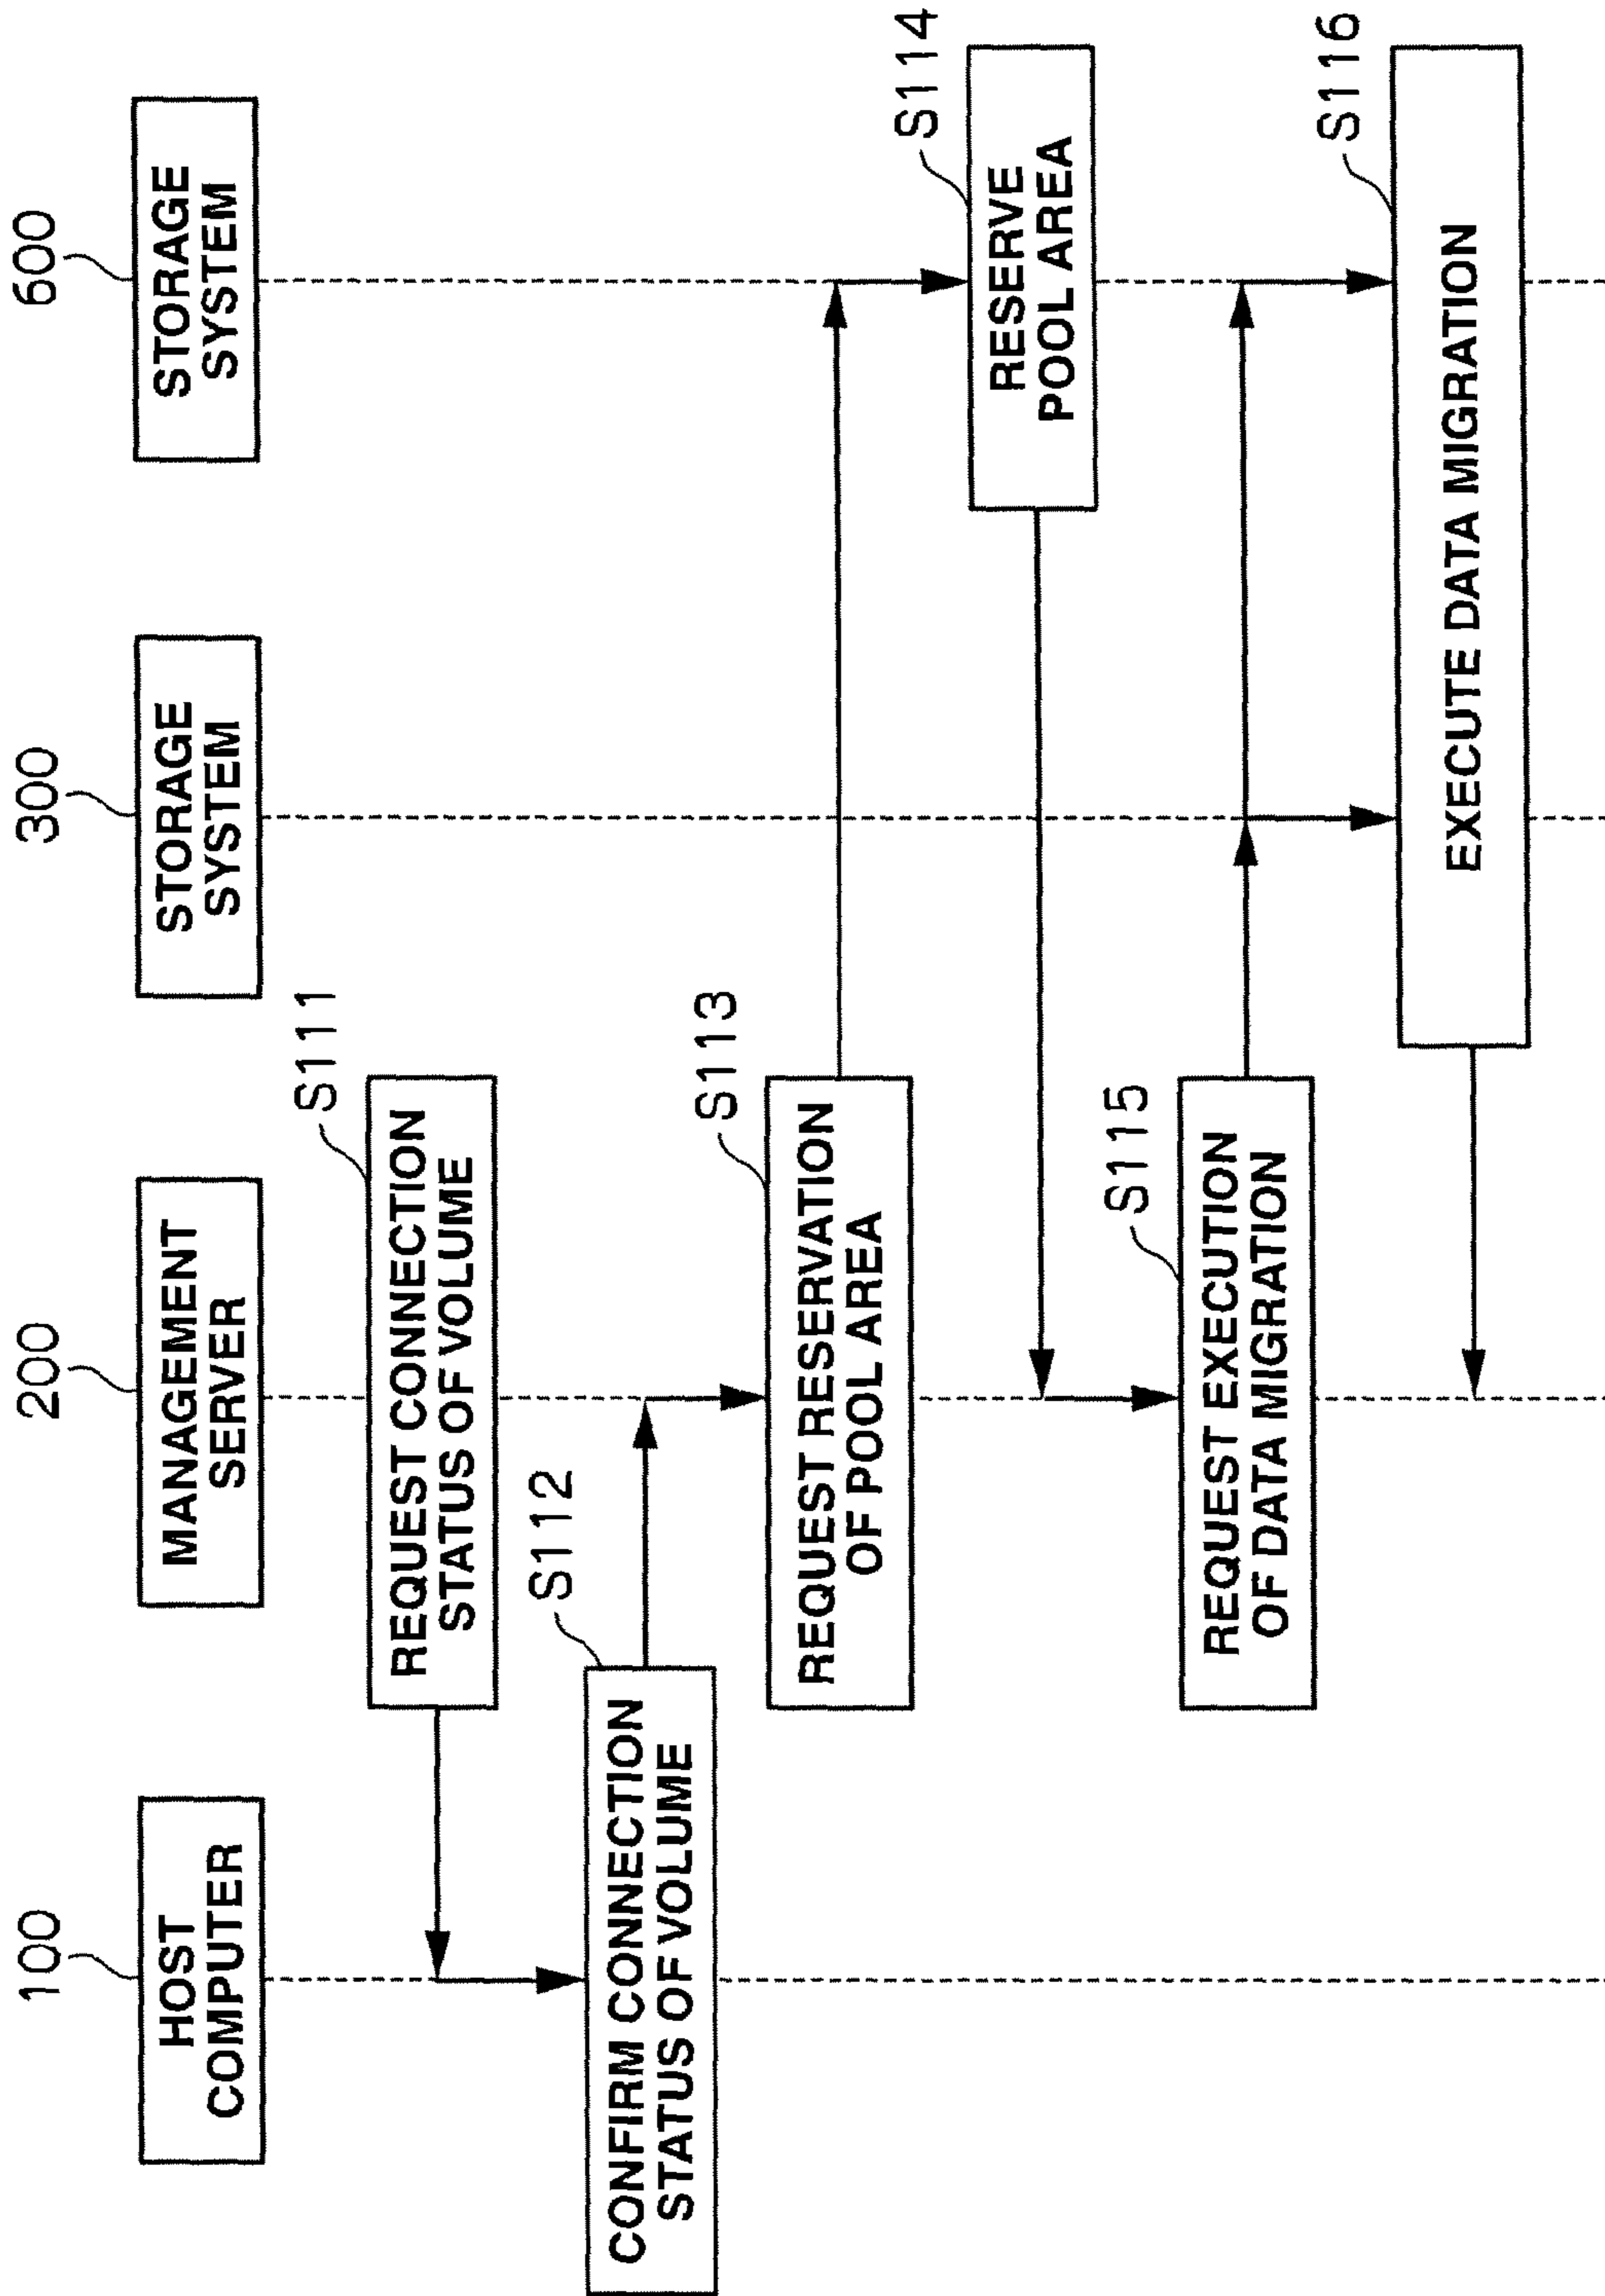 100
200
300
600
HOST
COMPUTER
MANAGEMENT
SERVER
STORAGE
SYSTEM
STORAGE
SYSTEM
S111
REQUEST CONNECTION
STATUS OF VOLUME
S112
CONFIRM CONNECTION
STATUS OF VOLUME
S113
REQUEST RESERVATION
OF POOL AREA
S114
RESERVE
POOL AREA
S115
REQUEST EXECUTION
OF DATA MIGRATION
S116
EXECUTE DATA MIGRATION